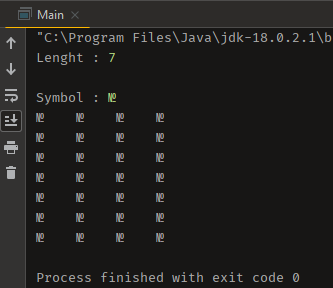 Main
"C:\Program Files\Java\jdk-18.0.2.1\b
Lenght : 7
Symbol : №
№ № № №
№ № № №
№ № № №
№ № № №
№ № № №
№ № № №
№ № № №
Process finished with exit code 0